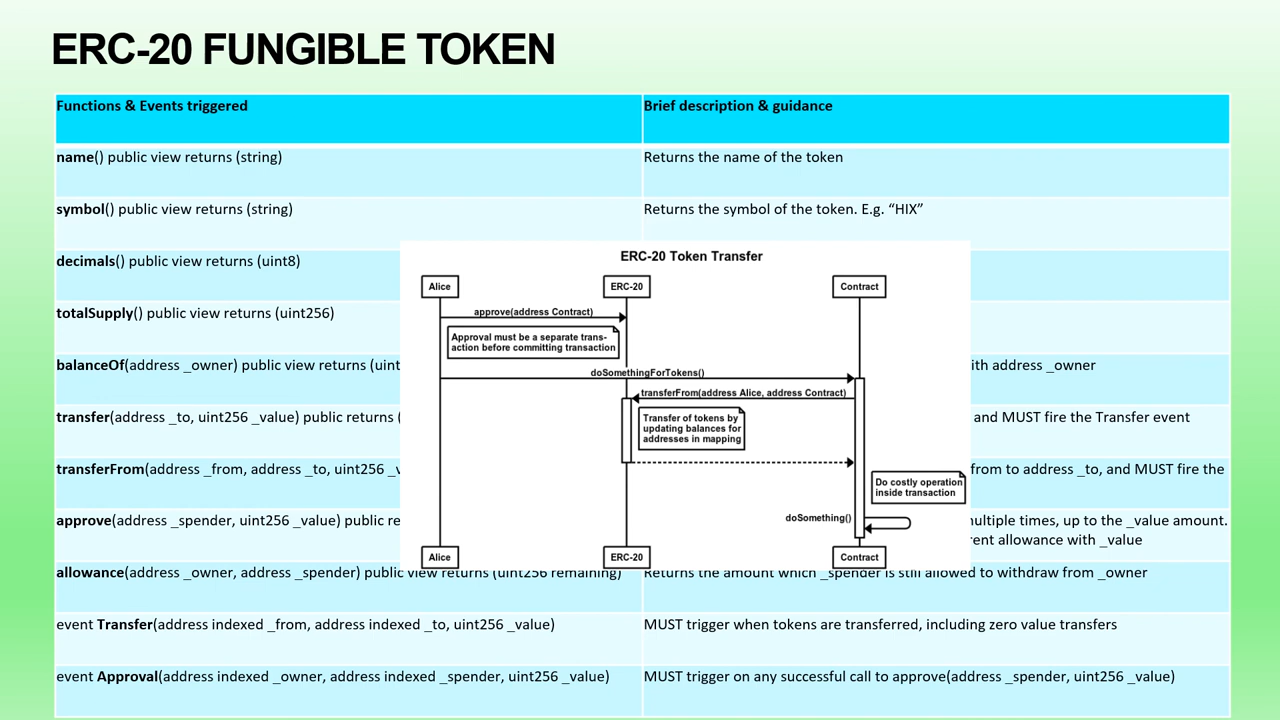 ERC-20 FUNGIBLE TOKEN
Functions & Events triggered
Brief description & guidance
name() public view returns (string)
Returns the name of the token
symbol() public view returns (string)
Returns the symbol of the token. E.g. “HIX”
decimals() public view returns (uint8)
totalSupply() public view returns (uint256)
balanceOf(address _owner) public view returns (uint
with address _owner
transfer(address _to, uint256 _value) public returns (
and MUST fire the Transfer event
transferFrom(address _from, address _to, uint256 _v
from to address _to, and MUST fire the
approve(address _spender, uint256 _value) public re
multiple times, up to the _value amount.
rent allowance with _value
allowance(address _owner, address _spender) public view returns (uint256 remaining)
Returns the amount which _spender is still allowed to withdraw from _owner
event Transfer(address indexed _from, address indexed _to, uint256 _value)
MUST trigger when tokens are transferred, including zero value transfers
event Approval(address indexed _owner, address indexed _spender, uint256 _value)
MUST trigger on any successful call to approve(address _spender, uint256 _value)
ERC-20 Token Transfer
Alice
ERC-20
Contract
approve(address Contract)
Approval must be a separate trans-
action before committing transaction
doSomethingForTokens()
transferFrom(address Alice, address Contract)
Transfer of tokens by
updating balances for
addresses in mapping
Do costly operation
inside transaction
doSomething()
Alice
ERC-20
Contract